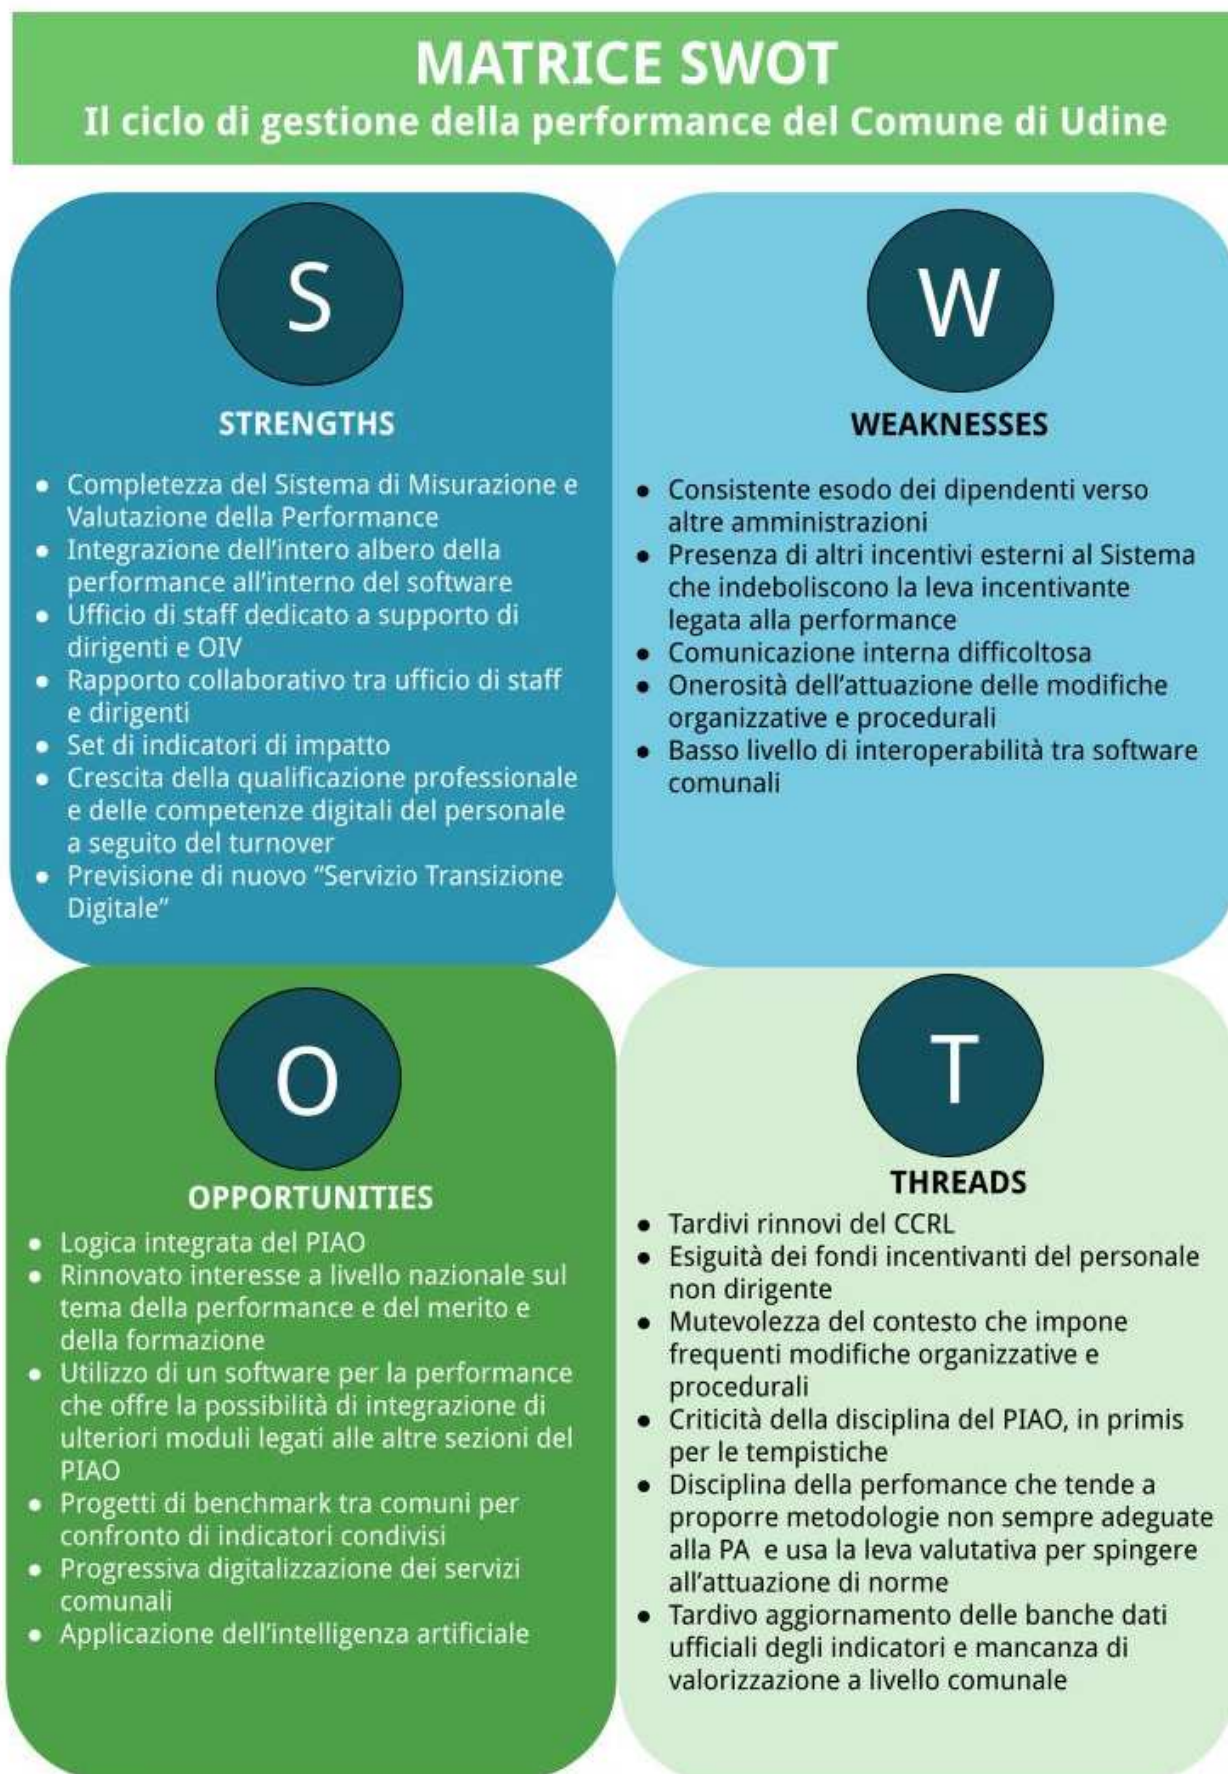 MATRICE SWOT
Il ciclo di gestione della performance del Comune di Udine
S
STRENGTHS
● Completezza del Sistema di Misurazione e
Valutazione della Performance
● Integrazione dell'intero albero della
performance all'interno del software
● Ufficio di staff dedicato a supporto di
dirigenti e OIV
● Rapporto collaborativo tra ufficio di staff
e dirigenti
● Set di indicatori di impatto
● Crescita della qualificazione professionale
e delle competenze digitali del personale
a seguito del turnover
● Previsione di nuovo “Servizio Transizione
Digitale”
W
WEAKNESSES
● Consistente esodo dei dipendenti verso
altre amministrazioni
● Presenza di altri incentivi esterni al Sistema
che indeboliscono la leva incentivante
legata alla performance
● Comunicazione interna difficoltosa
● Onerosità dell'attuazione delle modifiche
organizzative e procedurali
● Basso livello di interoperabilità tra software
comunali
O
OPPORTUNITIES
● Logica integrata del PIAO
● Rinnovato interesse a livello nazionale sul
tema della performance e del merito e
della formazione
● Utilizzo di un software per la performance
che offre la possibilità di integrazione di
ulteriori moduli legati alle altre sezioni del
PIAO
● Progetti di benchmark tra comuni per
confronto di indicatori condivisi
● Progressiva digitalizzazione dei servizi
comunali
● Applicazione dell'intelligenza artificiale
T
THREADS
● Tardivi rinnovi del CCRL
● Esiguità dei fondi incentivanti del personale
non dirigente
● Mutevolezza del contesto che impone
frequenti modifiche organizzative e
procedurali
● Criticità della disciplina del PIAO, in primis
per le tempistiche
● Disciplina della perfomance che tende a
proporre metodologie non sempre adeguate
alla PA e usa la leva valutativa per spingere
all'attuazione di norme
● Tardivo aggiornamento delle banche dati
ufficiali degli indicatori e mancanza di
valorizzazione a livello comunale